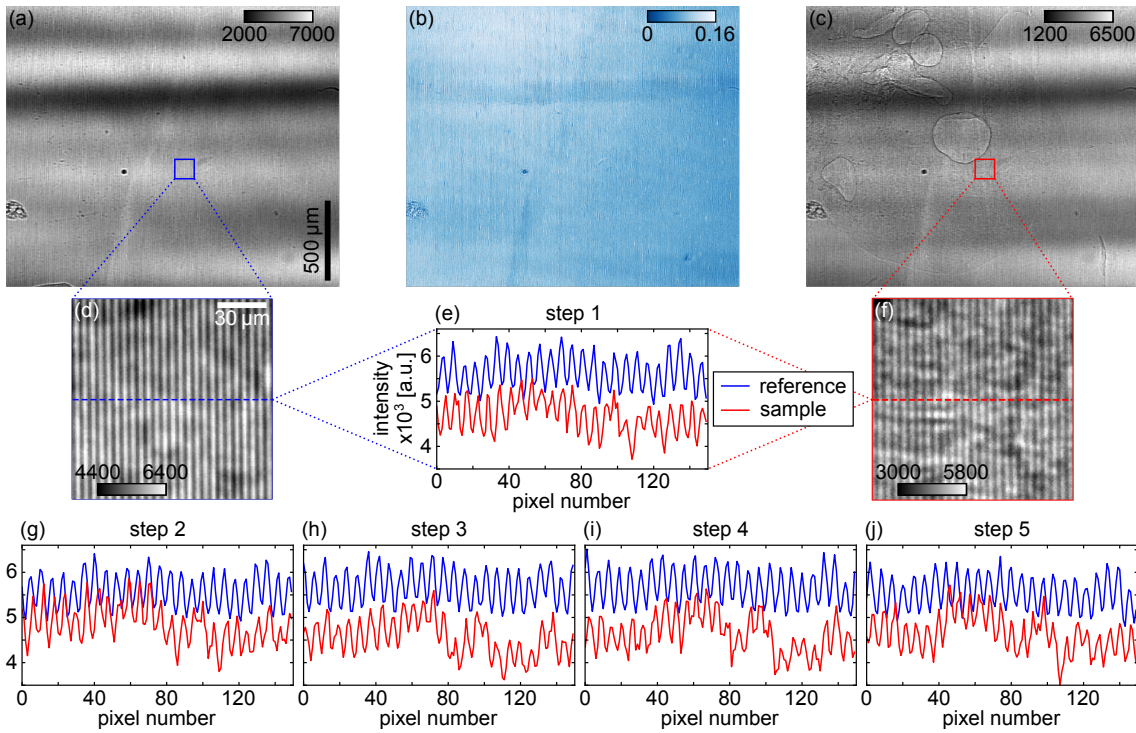 (a)
2000 7000
500 µm
(b)
0 0.16
(c)
1200 6500
(d)
30 µm
4400 6400
(e) step 1
intensity
x10³ [a.u.]
6
5
4
0 40 80 120
pixel number
reference
sample
(f)
3000 5800
(g) step 2
6
5
4
0 40 80 120
pixel number
(h) step 3
0 40 80 120
pixel number
(i) step 4
0 40 80 120
pixel number
(j) step 5
0 40 80 120
pixel number